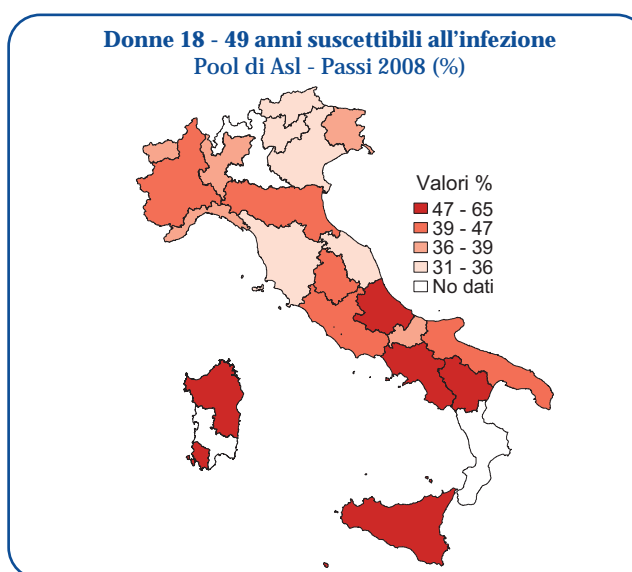 Donne 18 - 49 anni suscettibili all'infezione
Pool di Asl - Passi 2008 (%)
Valori %
47 - 65
39 - 47
36 - 39
31 - 36
No dati